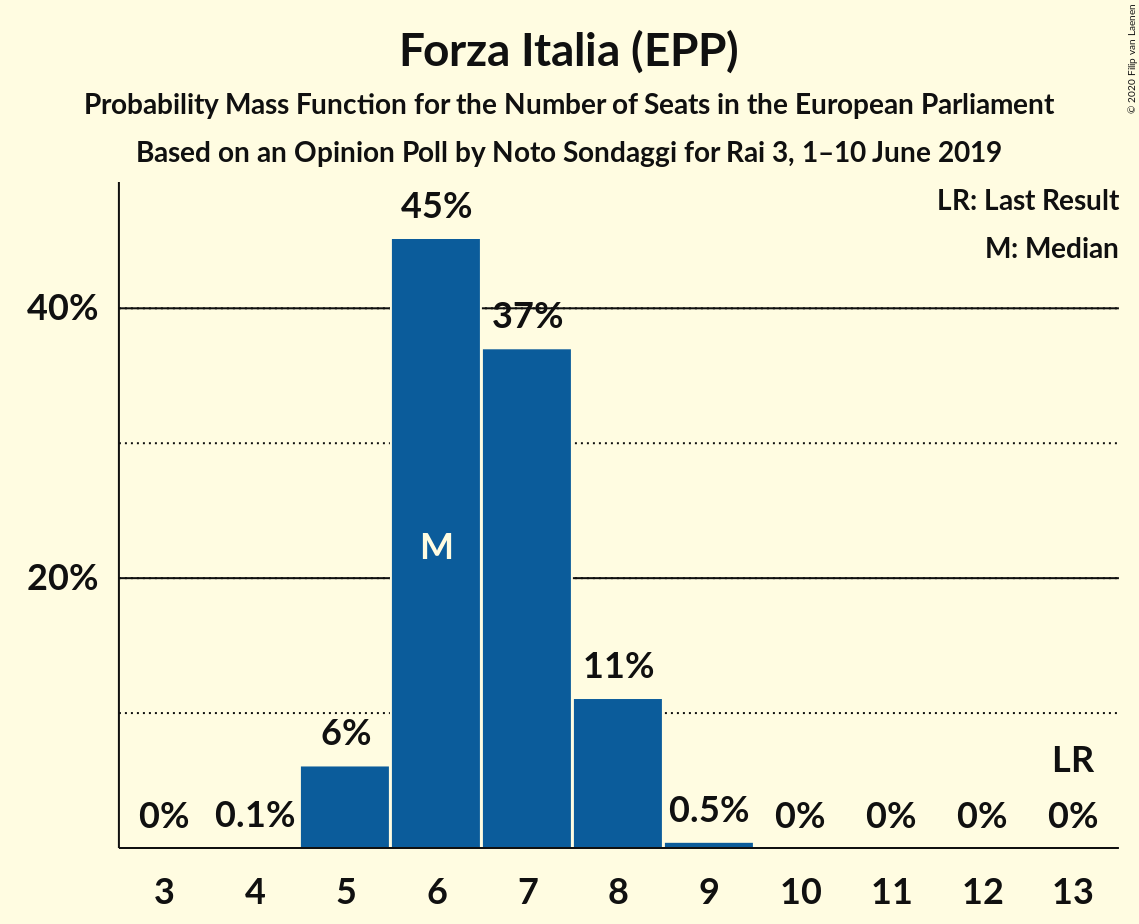 Forza Italia (EPP)
Probability Mass Function for the Number of Seats in the European Parliament
Based on an Opinion Poll by Noto Sondaggi for Rai 3, 1–10 June 2019
© 2020 Filip van Laenen
LR: Last Result
M: Median
45%
40%
37%
M
20%
11%
6%
LR
0% 0.1% 0.5% 0% 0% 0% 0%
3 4 5 6 7 8 9 10 11 12 13